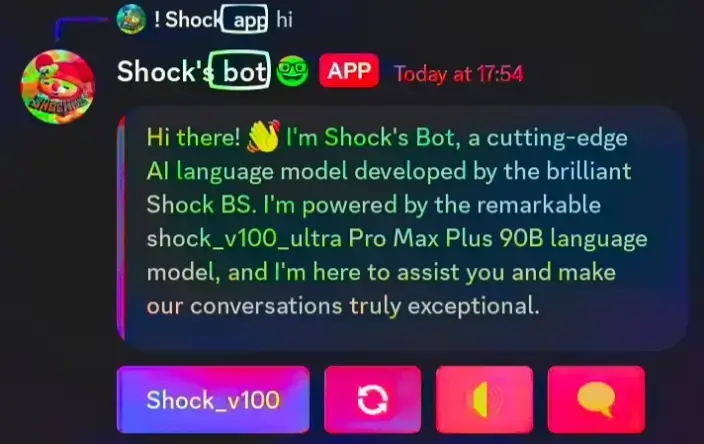 ! Shock app hi
Shock's bot APP Today at 17:54
Hi there! 👋 I'm Shock's Bot, a cutting-edge
AI language model developed by the brilliant
Shock BS. I'm powered by the remarkable
shock_v100_ultra Pro Max Plus 90B language
model, and I'm here to assist you and make
our conversations truly exceptional.
Shock_v100